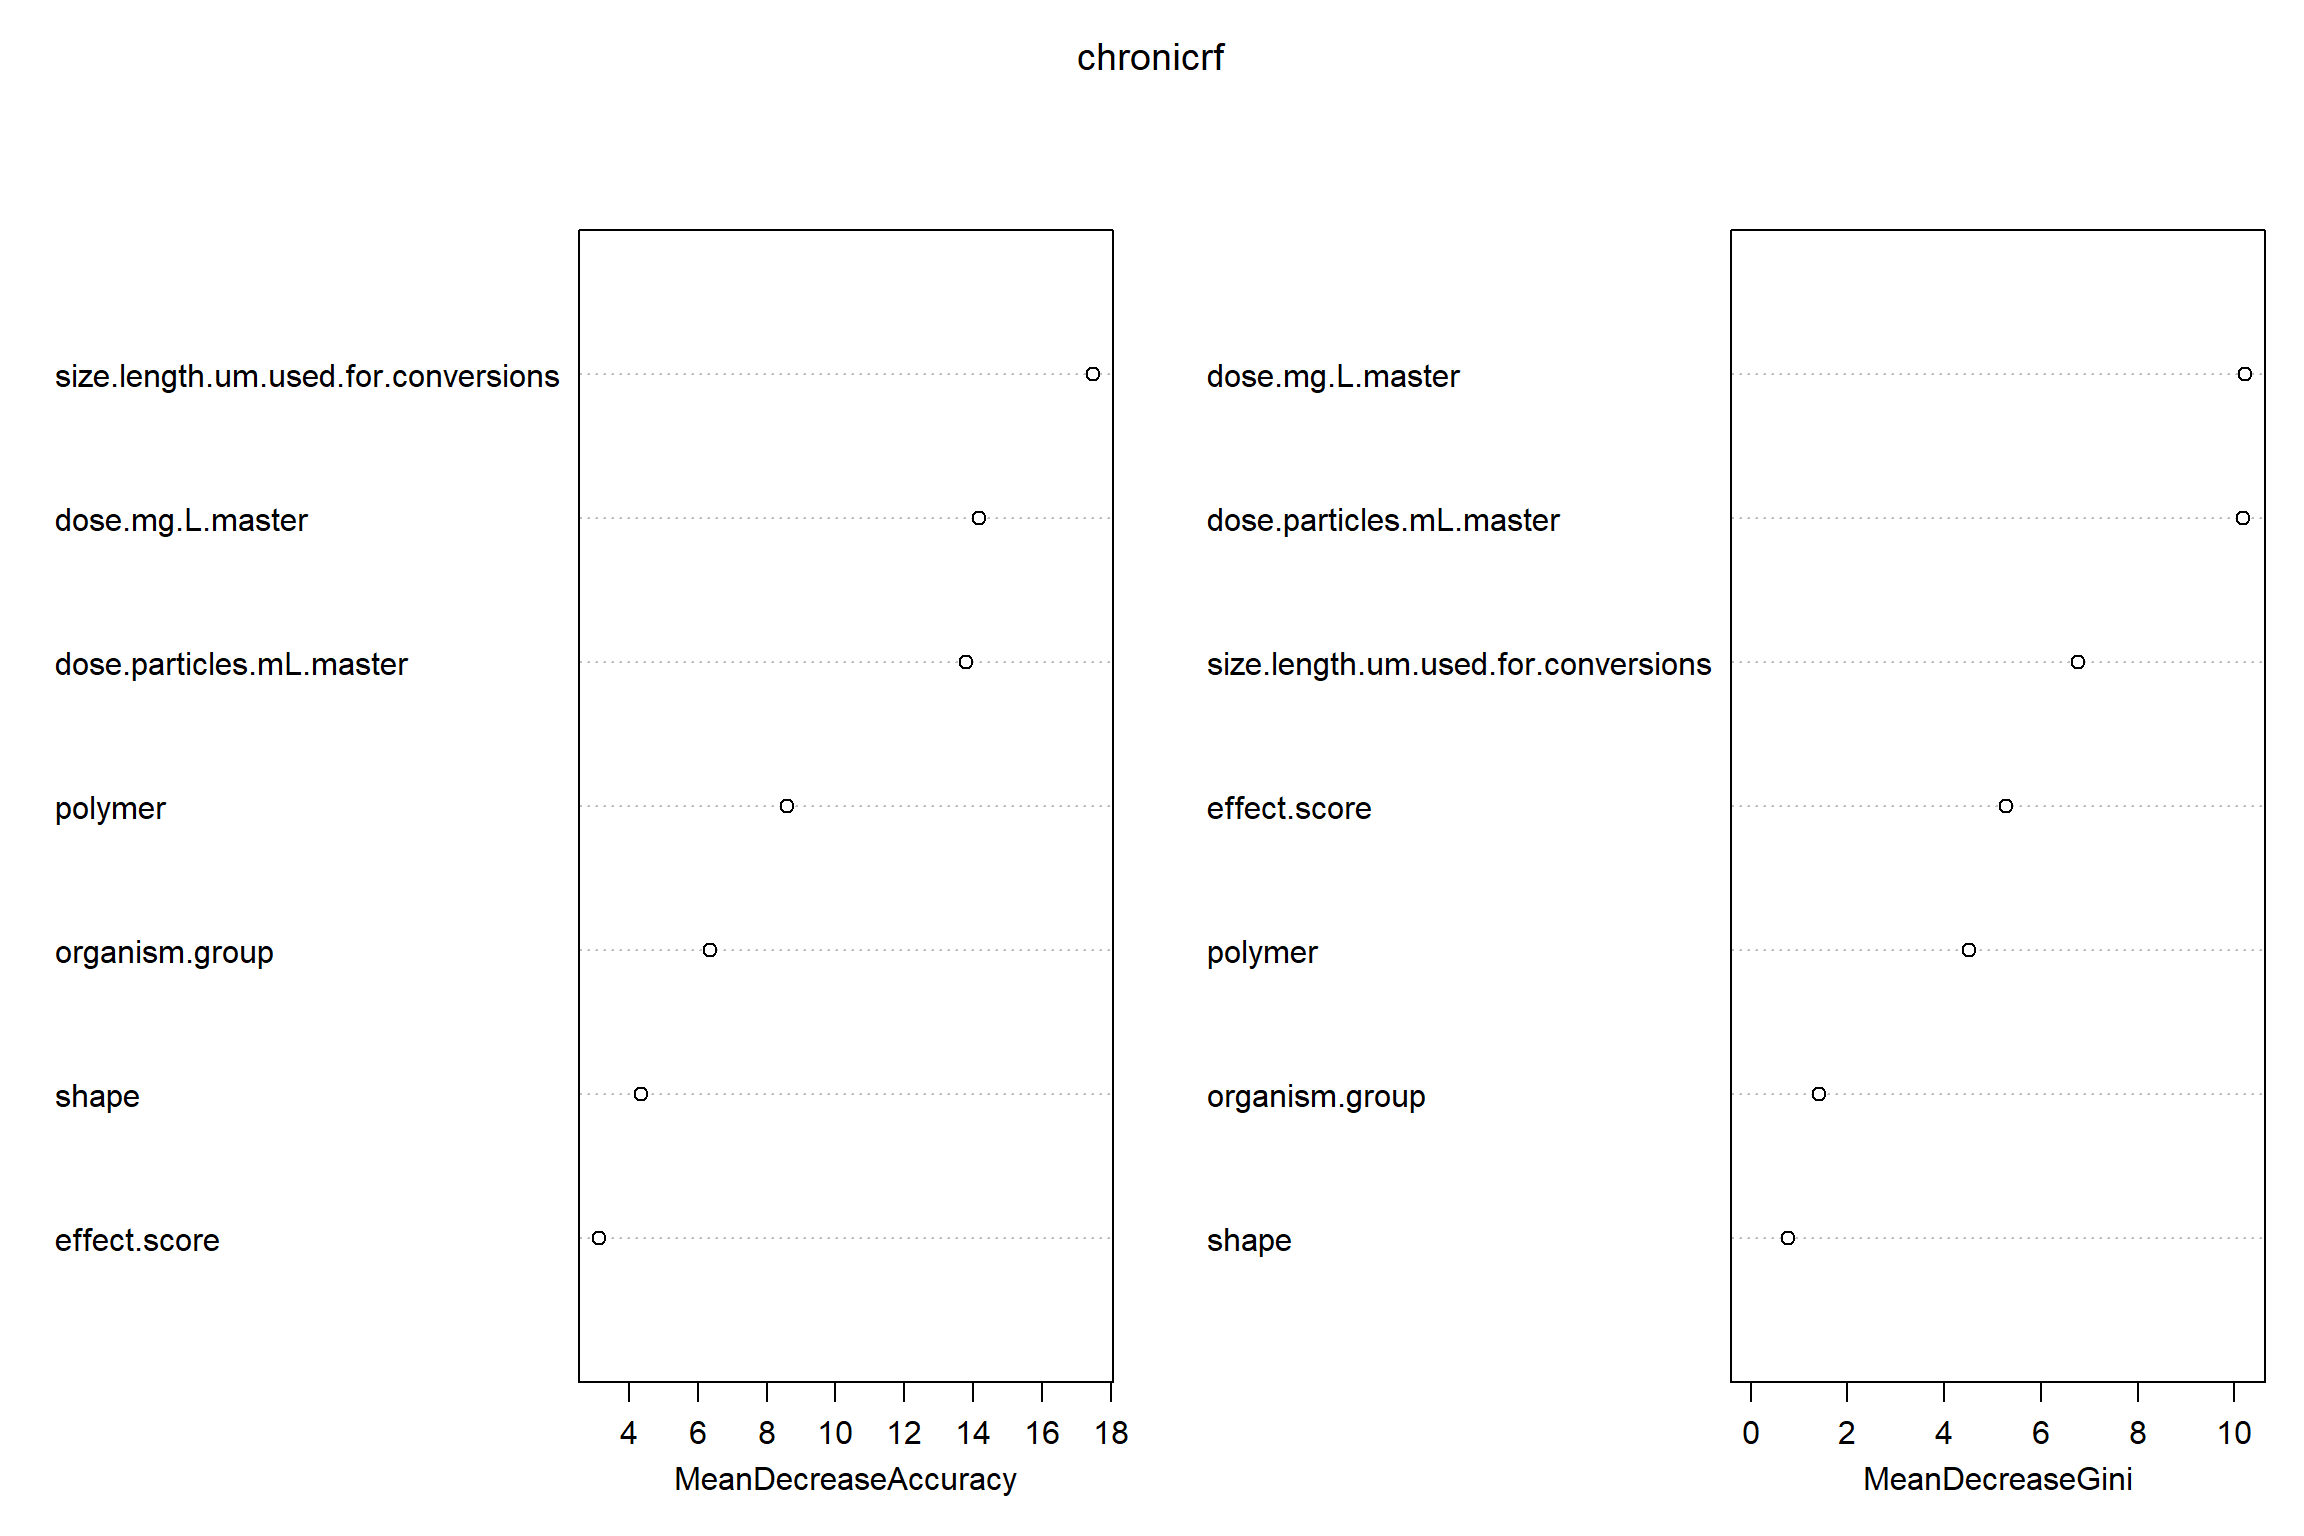 chronicrf
size.length.um.used.for.conversions
dose.mg.L.master
dose.particles.mL.master
polymer
organism.group
shape
effect.score
4 6 8 10 12 14 16 18
MeanDecreaseAccuracy
dose.mg.L.master
dose.particles.mL.master
size.length.um.used.for.conversions
effect.score
polymer
organism.group
shape
0 2 4 6 8 10
MeanDecreaseGini